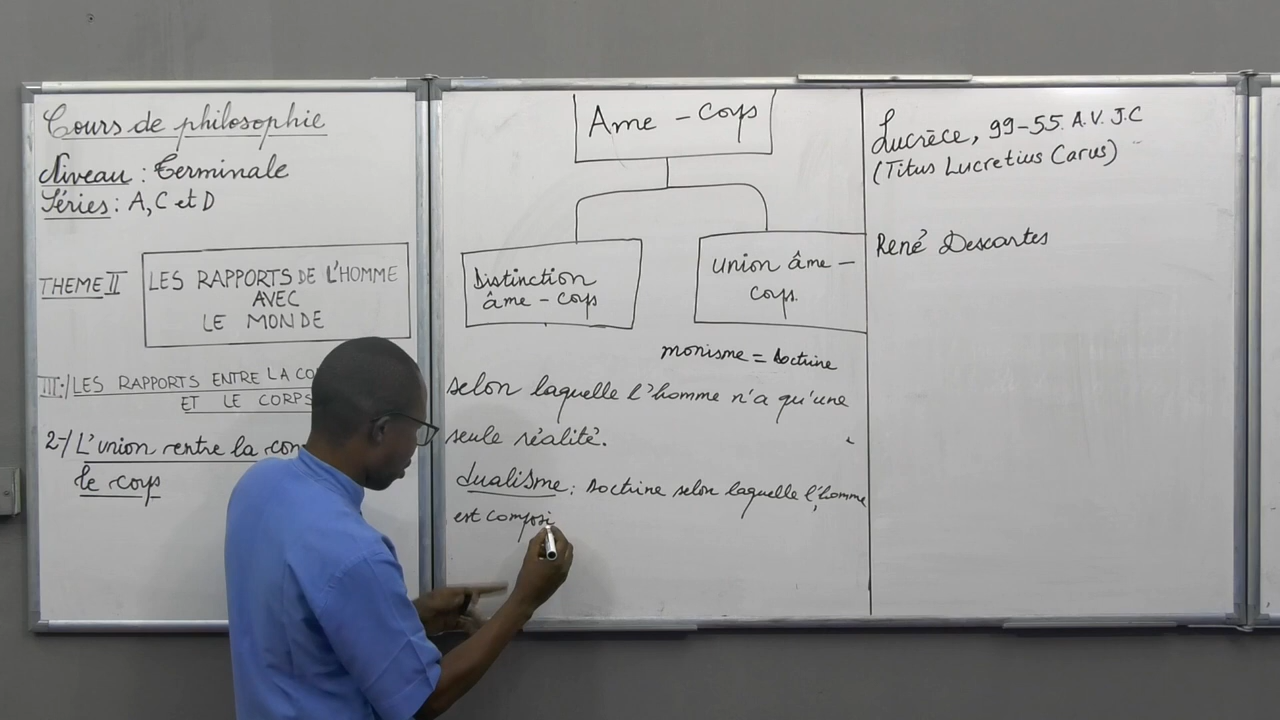 Cours de philosophie
Niveau : Terminale
Séries : A, C et D
THEME II
LES RAPPORTS DE L'HOMME
AVEC
LE MONDE
III-/ LES RAPPORTS ENTRE LA
ET LE CORPS
2-/ L'union entre la
le corps
Ame - Corps
Distinction
âme - corps
Union âme -
corps.
monisme = Doctrine
selon laquelle l'homme n'a qu'une
seule réalité.
dualisme : Doctrine selon laquelle l'homme
est composi
Lucrèce, 99-55. A.V. J.C
(Titus Lucretius Carus)
René Descartes